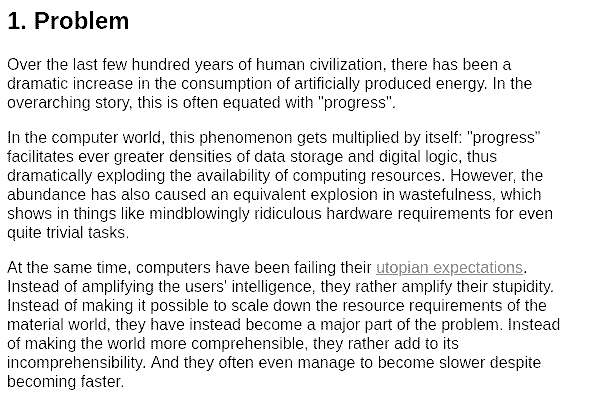 1. Problem
Over the last few hundred years of human civilization, there has been a
dramatic increase in the consumption of artificially produced energy. In the
overarching story, this is often equated with "progress".
In the computer world, this phenomenon gets multiplied by itself: "progress"
facilitates ever greater densities of data storage and digital logic, thus
dramatically exploding the availability of computing resources. However, the
abundance has also caused an equivalent explosion in wastefulness, which
shows in things like mindblowingly ridiculous hardware requirements for even
quite trivial tasks.
At the same time, computers have been failing their utopian expectations.
Instead of amplifying the users' intelligence, they rather amplify their stupidity.
Instead of making it possible to scale down the resource requirements of the
material world, they have instead become a major part of the problem. Instead
of making the world more comprehensible, they rather add to its
incomprehensibility. And they often even manage to become slower despite
becoming faster.